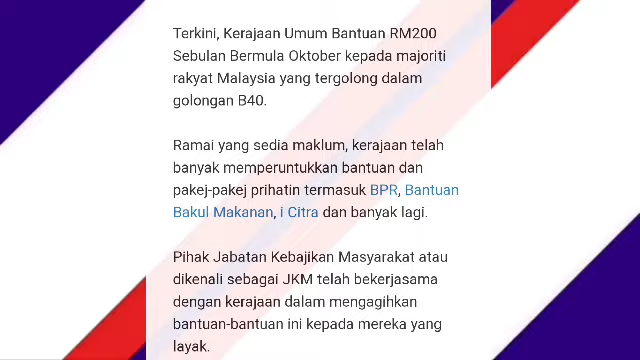 Terkini, Kerajaan Umum Bantuan RM200
Sebulan Bermula Oktober kepada majoriti
rakyat Malaysia yang tergolong dalam
golongan B40.
Ramai yang sedia maklum, kerajaan telah
banyak memperuntukkan bantuan dan
pakej-pakej prihatin termasuk BPR, Bantuan
Bakul Makanan, i Citra dan banyak lagi.
Pihak Jabatan Kebajikan Masyarakat atau
dikenali sebagai JKM telah bekerjasama
dengan kerajaan dalam mengagihkan
bantuan-bantuan ini kepada mereka yang
layak.